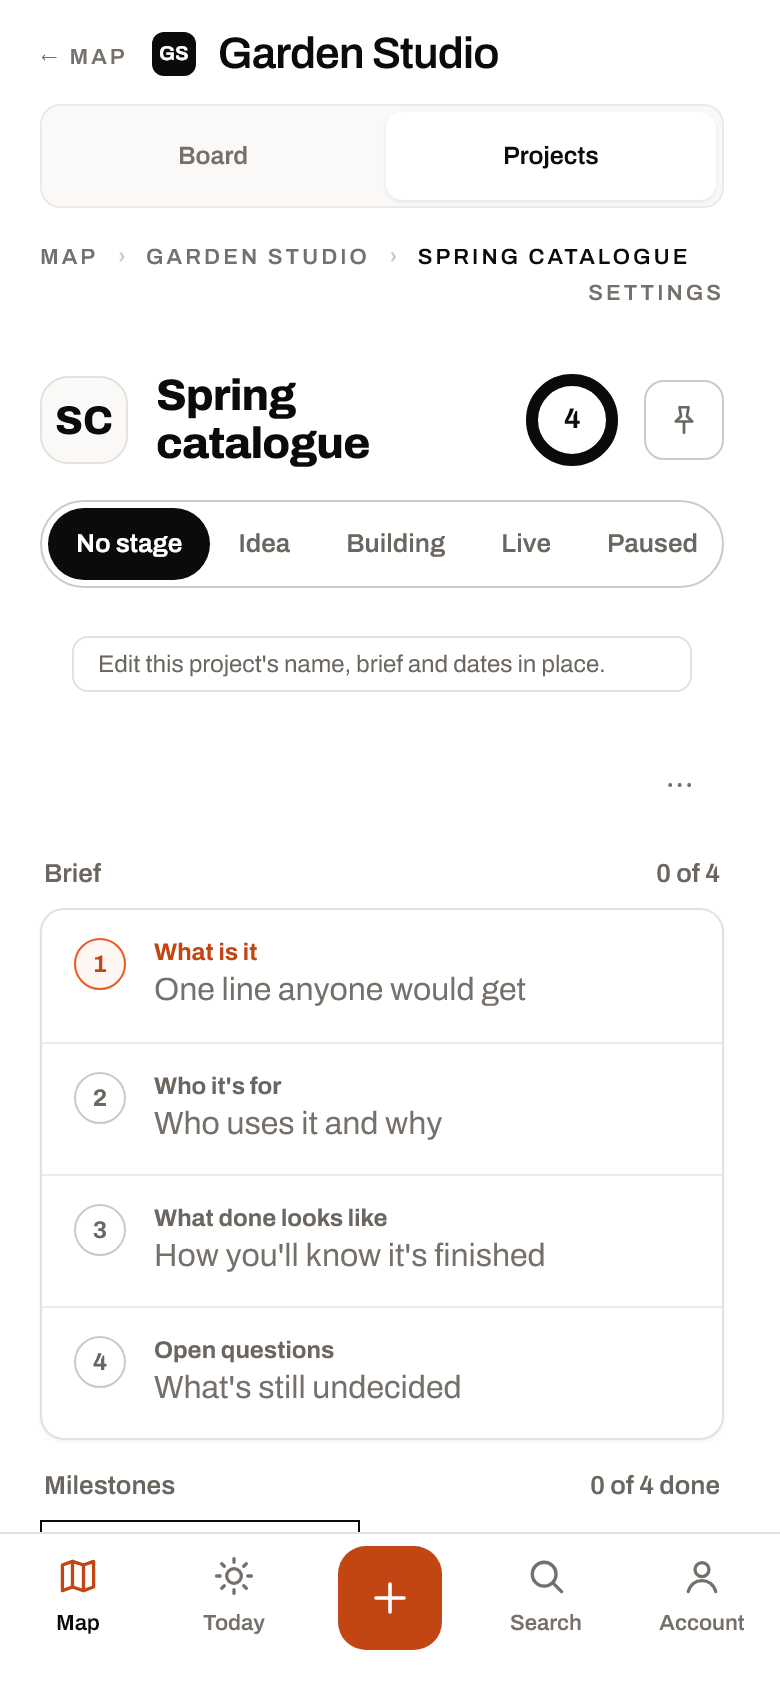 ← MAP GS Garden Studio
Board Projects
MAP › GARDEN STUDIO › SPRING CATALOGUE
SETTINGS
SC Spring
catalogue
4
No stage Idea Building Live Paused
Edit this project's name, brief and dates in place.
...
Brief 0 of 4
1 What is it
One line anyone would get
2 Who it's for
Who uses it and why
3 What done looks like
How you'll know it's finished
4 Open questions
What's still undecided
Milestones 0 of 4 done
Map Today + Search Account